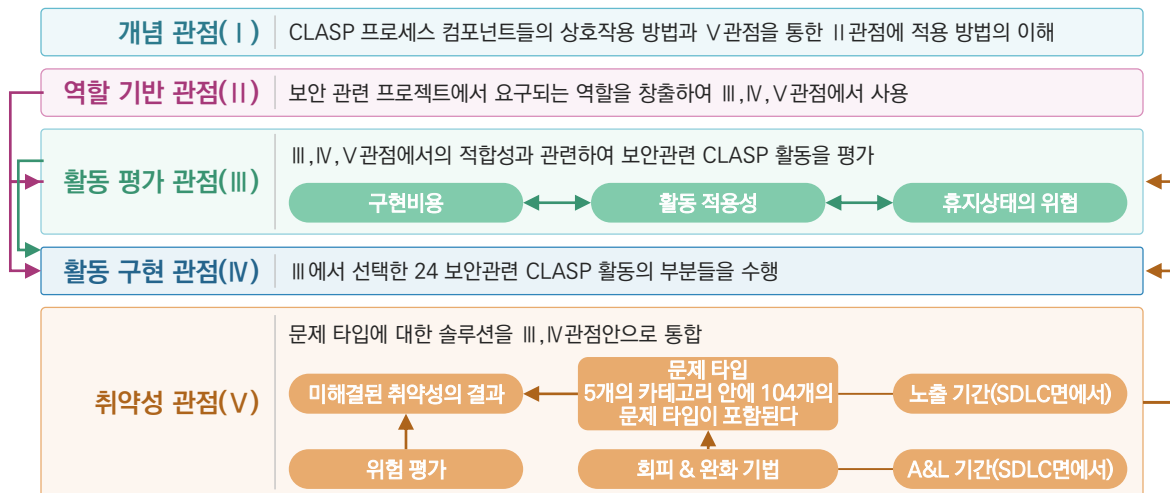 개념 관점(Ⅰ) CLASP 프로세스 컴포넌트들의 상호작용 방법과 Ⅴ관점을 통한 Ⅱ관점에 적용 방법의 이해
역할 기반 관점(Ⅱ) 보안 관련 프로젝트에서 요구되는 역할을 창출하여 Ⅲ,Ⅳ,Ⅴ관점에서 사용
활동 평가 관점(Ⅲ)
Ⅲ,Ⅳ,Ⅴ관점에서의 적합성과 관련하여 보안관련 CLASP 활동을 평가
구현비용 활동 적용성 휴지상태의 위협
활동 구현 관점(Ⅳ) Ⅲ에서 선택한 24 보안관련 CLASP 활동의 부분들을 수행
취약성 관점(Ⅴ)
문제 타입에 대한 솔루션을 Ⅲ,Ⅳ관점안으로 통합
미해결된 취약성의 결과
문제 타입
5개의 카테고리 안에 104개의
문제 타입이 포함된다
노출 기간(SDLC면에서)
위험 평가 회피 & 완화 기법 A&L 기간(SDLC면에서)